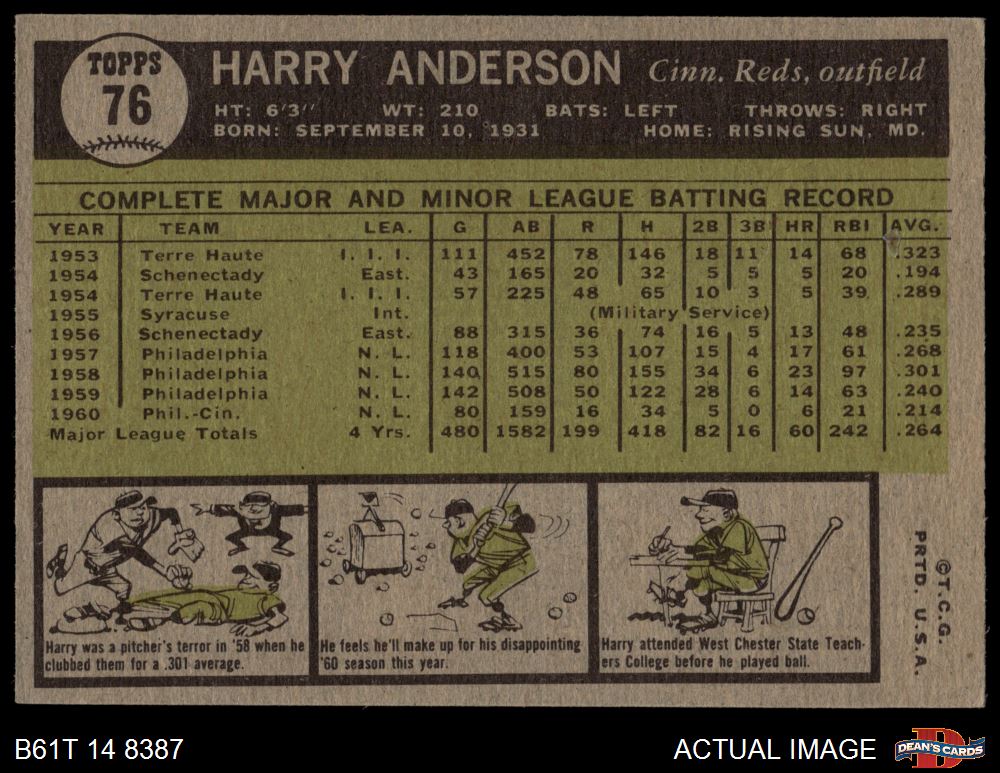 TOPPS
76
HARRY ANDERSON Cinn. Reds, outfield
HT: 6'3" WT: 210 BATS: LEFT THROWS: RIGHT
BORN: SEPTEMBER 10, 1931 HOME: RISING SUN, MD.
COMPLETE MAJOR AND MINOR LEAGUE BATTING RECORD
YEAR TEAM LEA. G AB R H 2B 3B HR RBI AVG.
1953 Terre Haute I. I. I. 111 452 78 146 18 11 14 68 .323
1954 Schenectady East. 43 165 20 32 5 5 5 20 .194
1954 Terre Haute I. I. I. 57 225 48 65 10 3 5 39 .289
1955 Syracuse Int. (Military Service)
1956 Schenectady East. 88 315 36 74 16 5 13 48 .235
1957 Philadelphia N. L. 118 400 53 107 15 4 17 61 .268
1958 Philadelphia N. L. 140 515 80 155 34 6 23 97 .301
1959 Philadelphia N. L. 142 508 50 122 28 6 14 63 .240
1960 Phil.-Cin. N. L. 80 159 16 34 5 0 6 21 .214
Major League Totals 4 Yrs. 480 1582 199 418 82 16 60 242 .264
Harry was a pitcher's terror in '58 when he
clubbed them for a .301 average.
He feels he'll make up for his disappointing
'60 season this year.
Harry attended West Chester State Teach-
ers College before he played ball.
©T.C.G.
PRTD. U.S.A.
B61T 14 8387
ACTUAL IMAGE
D
DEAN'S CARDS